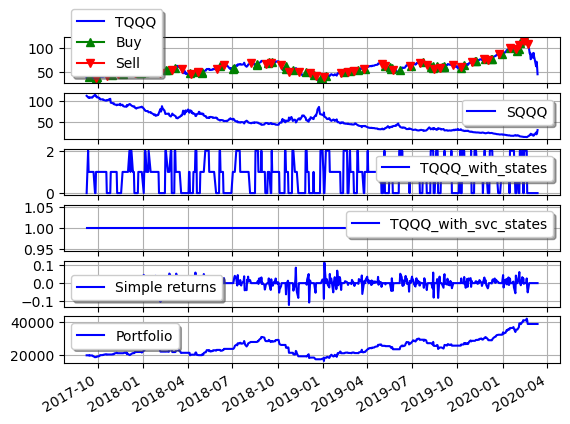 TQQQ
Buy
Sell
100
50
SQQQ
100
50
TQQQ_with_states
2
0
TQQQ_with_svc_states
1.05
1.00
0.95
Simple returns
0.1
0.0
−0.1
Portfolio
40000
20000
2017-10 2018-01 2018-04 2018-07 2018-10 2019-01 2019-04 2019-07 2019-10 2020-01 2020-04